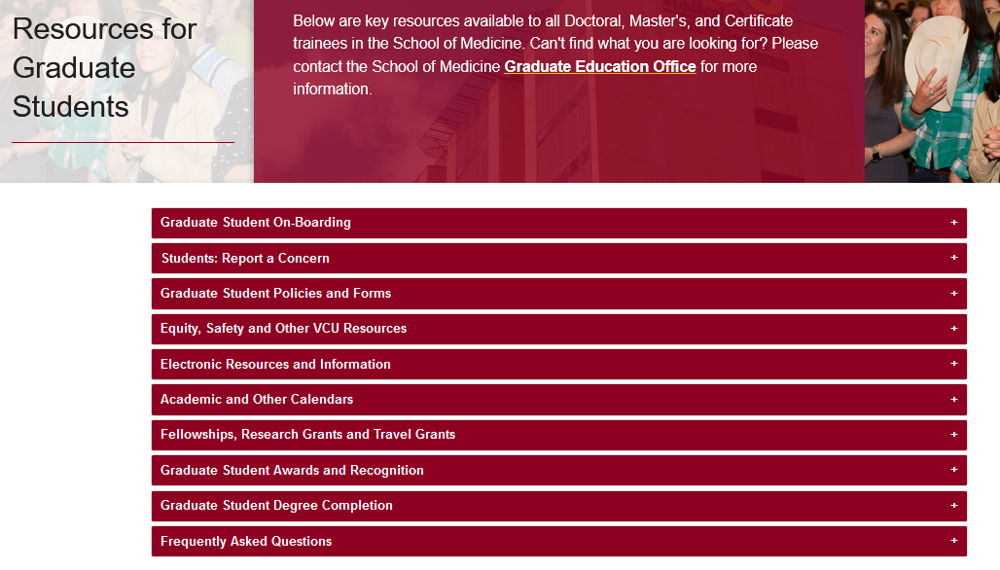 Resources for
Graduate
Students
Below are key resources available to all Doctoral, Master's, and Certificate
trainees in the School of Medicine. Can't find what you are looking for? Please
contact the School of Medicine Graduate Education Office for more
information.
Graduate Student On-Boarding +
Students: Report a Concern +
Graduate Student Policies and Forms +
Equity, Safety and Other VCU Resources +
Electronic Resources and Information +
Academic and Other Calendars +
Fellowships, Research Grants and Travel Grants +
Graduate Student Awards and Recognition +
Graduate Student Degree Completion +
Frequently Asked Questions +